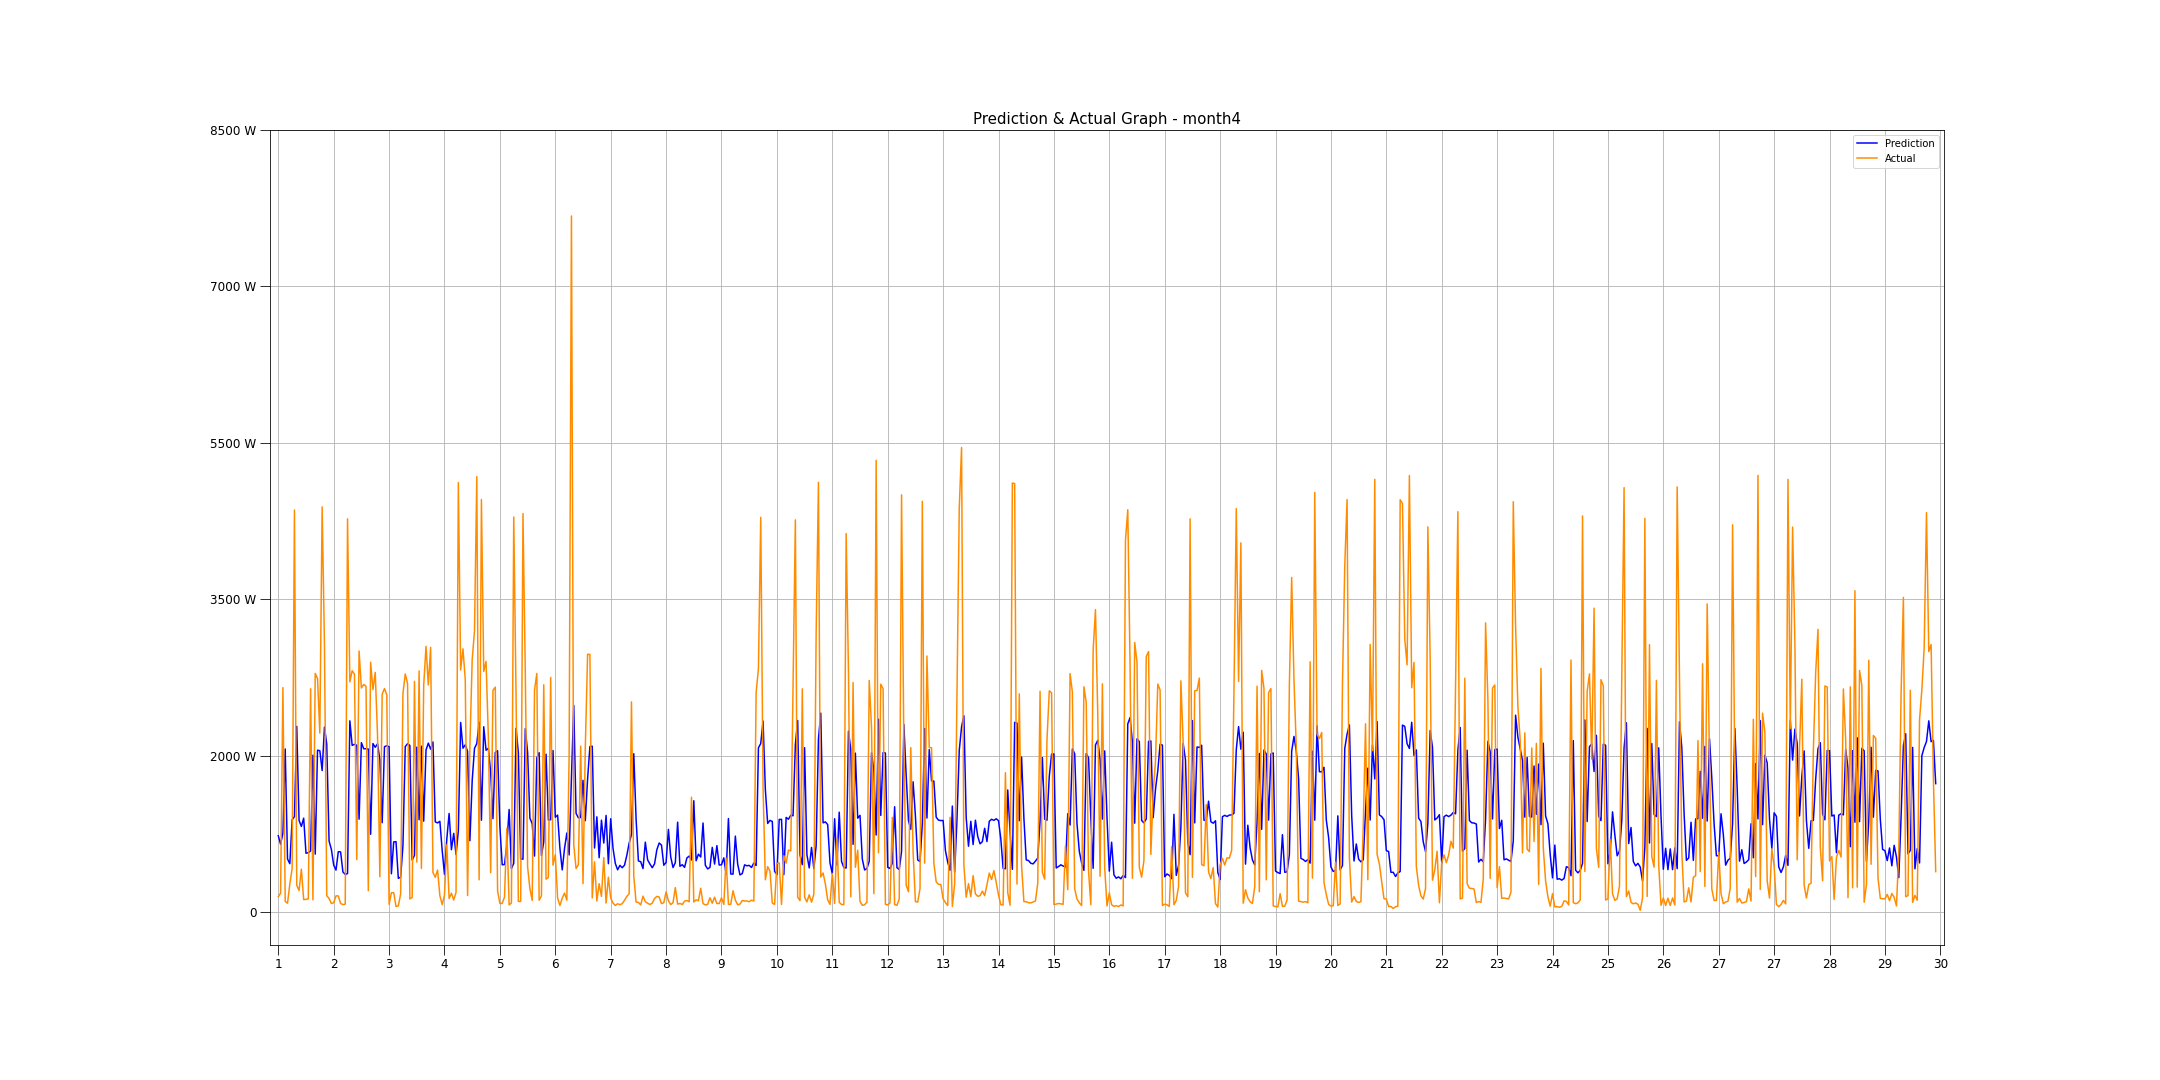 Prediction & Actual Graph - month4
8500 W
7000 W
5500 W
3500 W
2000 W
0
Prediction
Actual
1 2 3 4 5 6 7 8 9 10 11 12 13 14 15 16 17 18 19 20 21 22 23 24 25 26 27 27 28 29 30